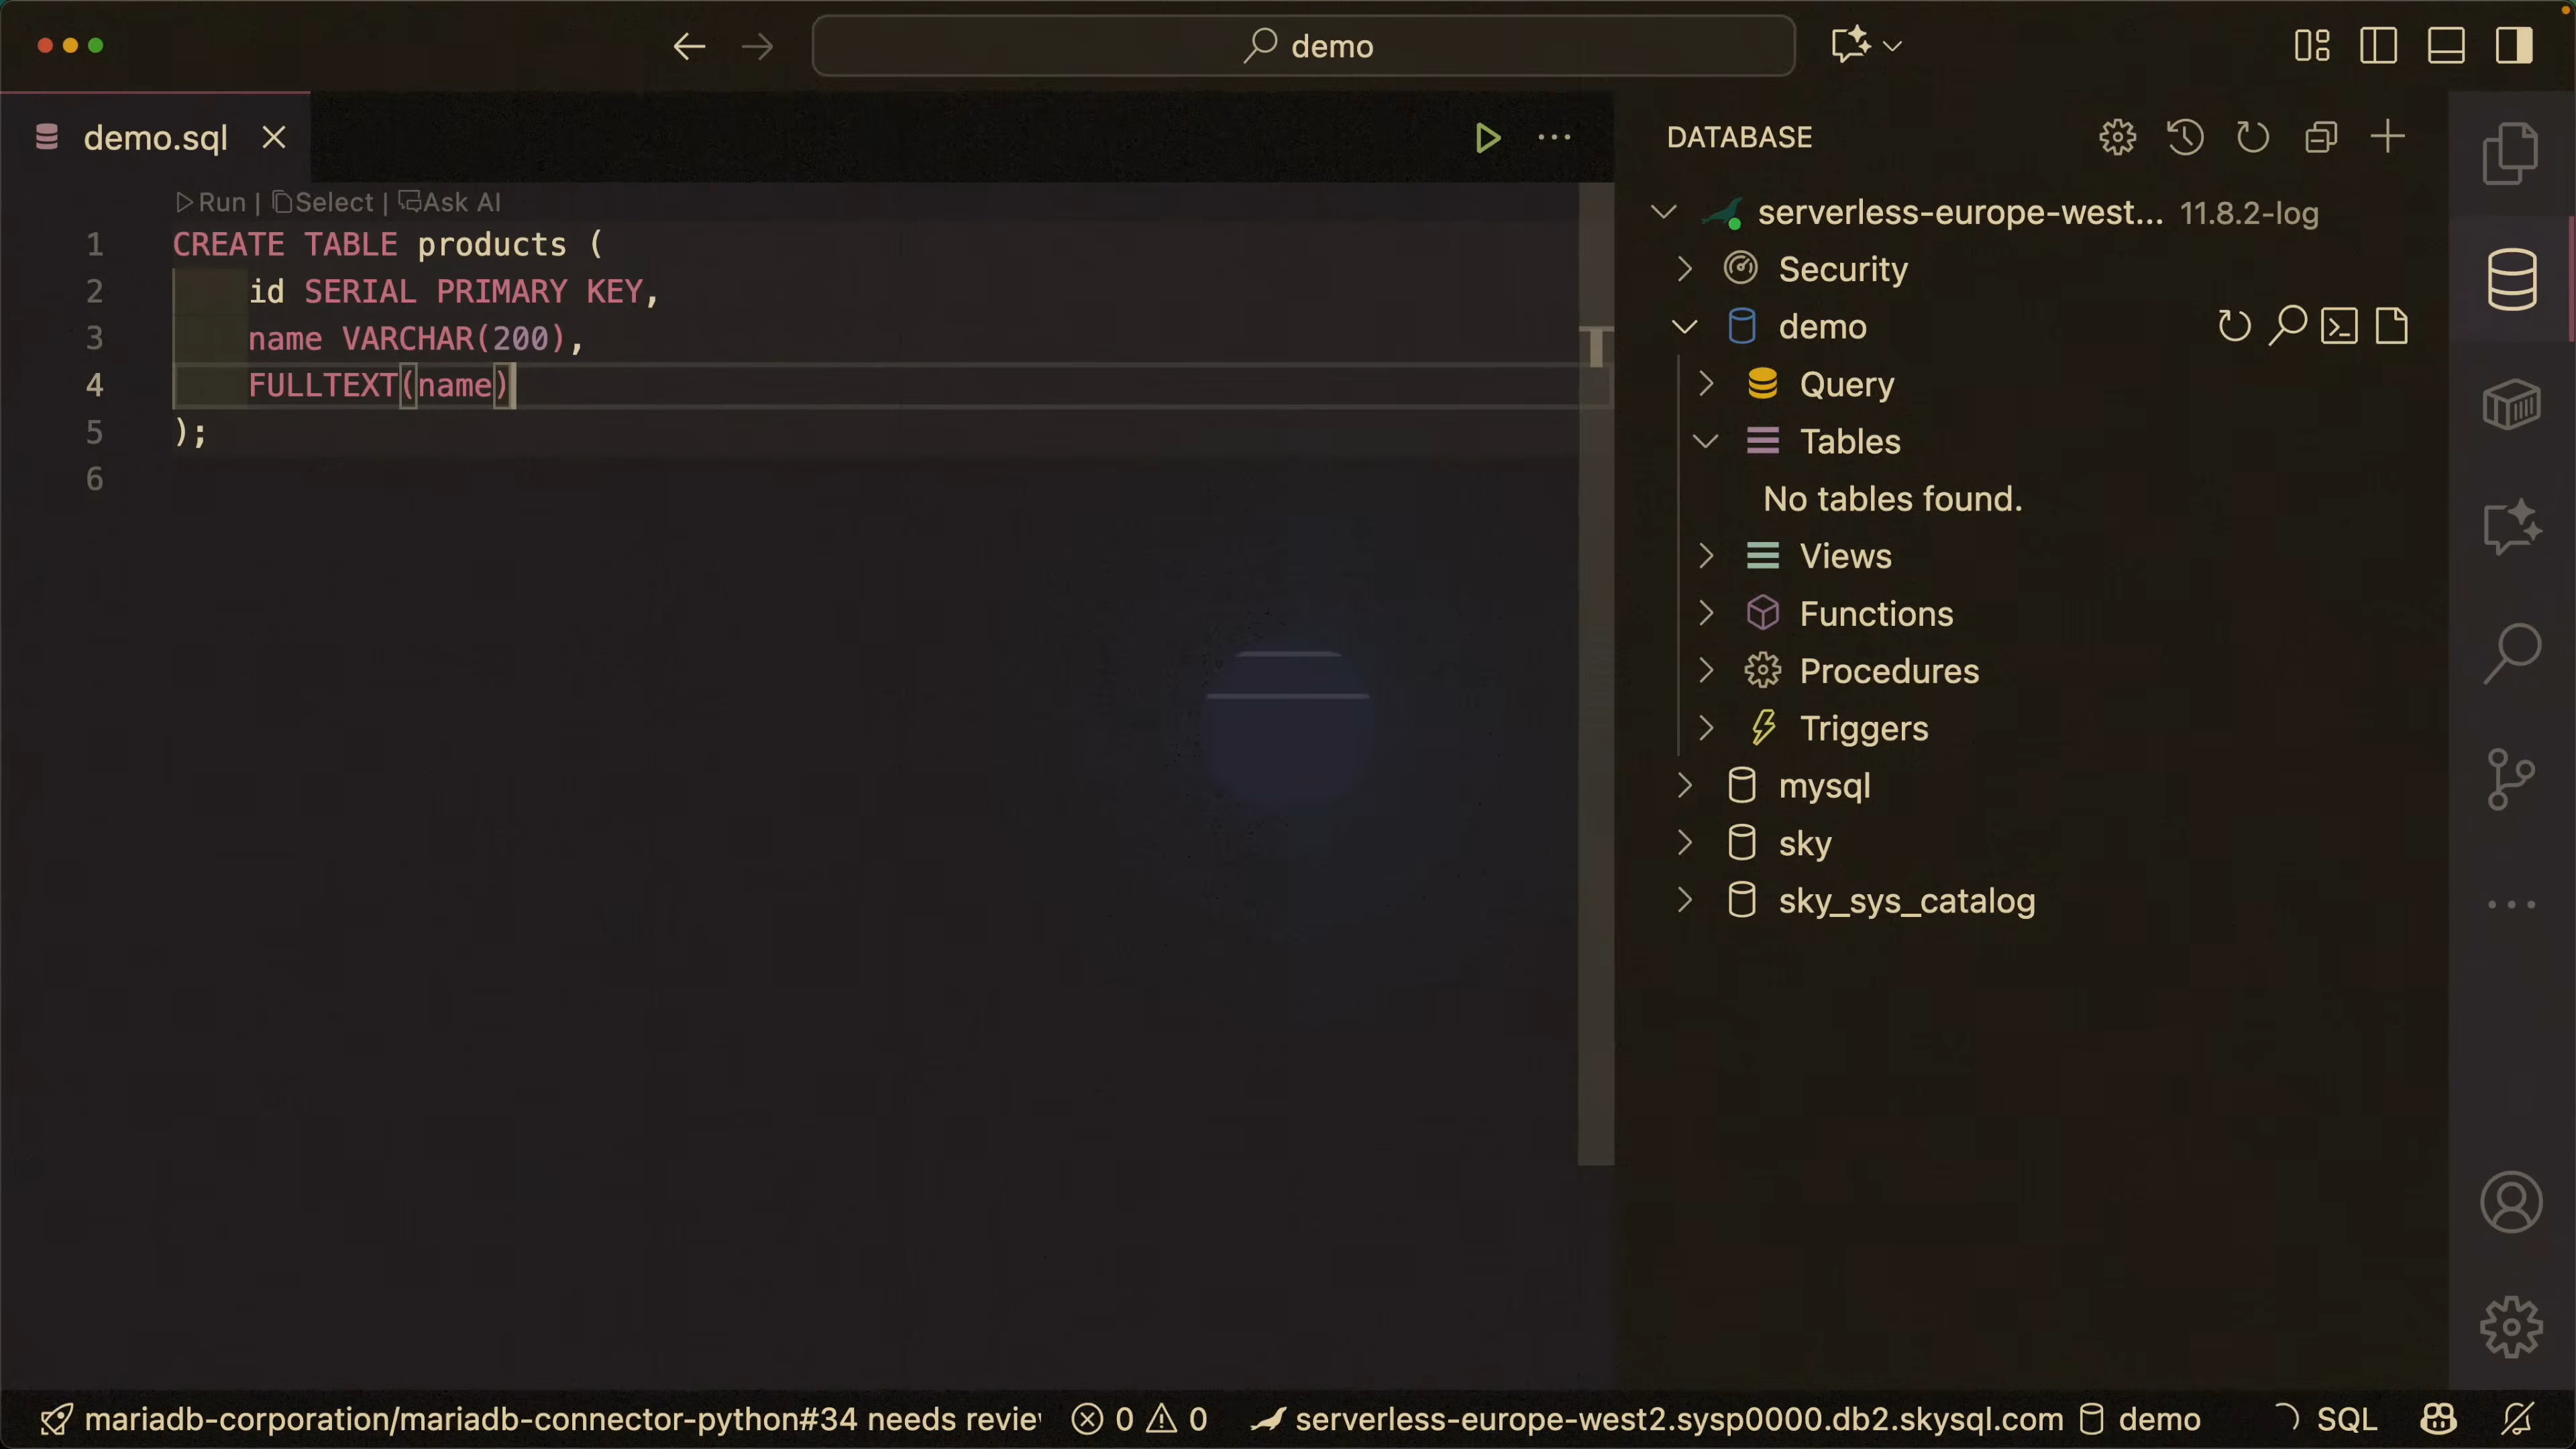 demo
demo.sql
Run | Select | Ask AI
1 CREATE TABLE products (
2 id SERIAL PRIMARY KEY,
3 name VARCHAR(200),
4 FULLTEXT(name)
5 );
6
DATABASE
serverless-europe-west... 11.8.2-log
Security
demo
Query
Tables
No tables found.
Views
Functions
Procedures
Triggers
mysql
sky
sky_sys_catalog
mariadb-corporation/mariadb-connector-python#34 needs review 0 0 serverless-europe-west2.sysp0000.db2.skysql.com demo SQL